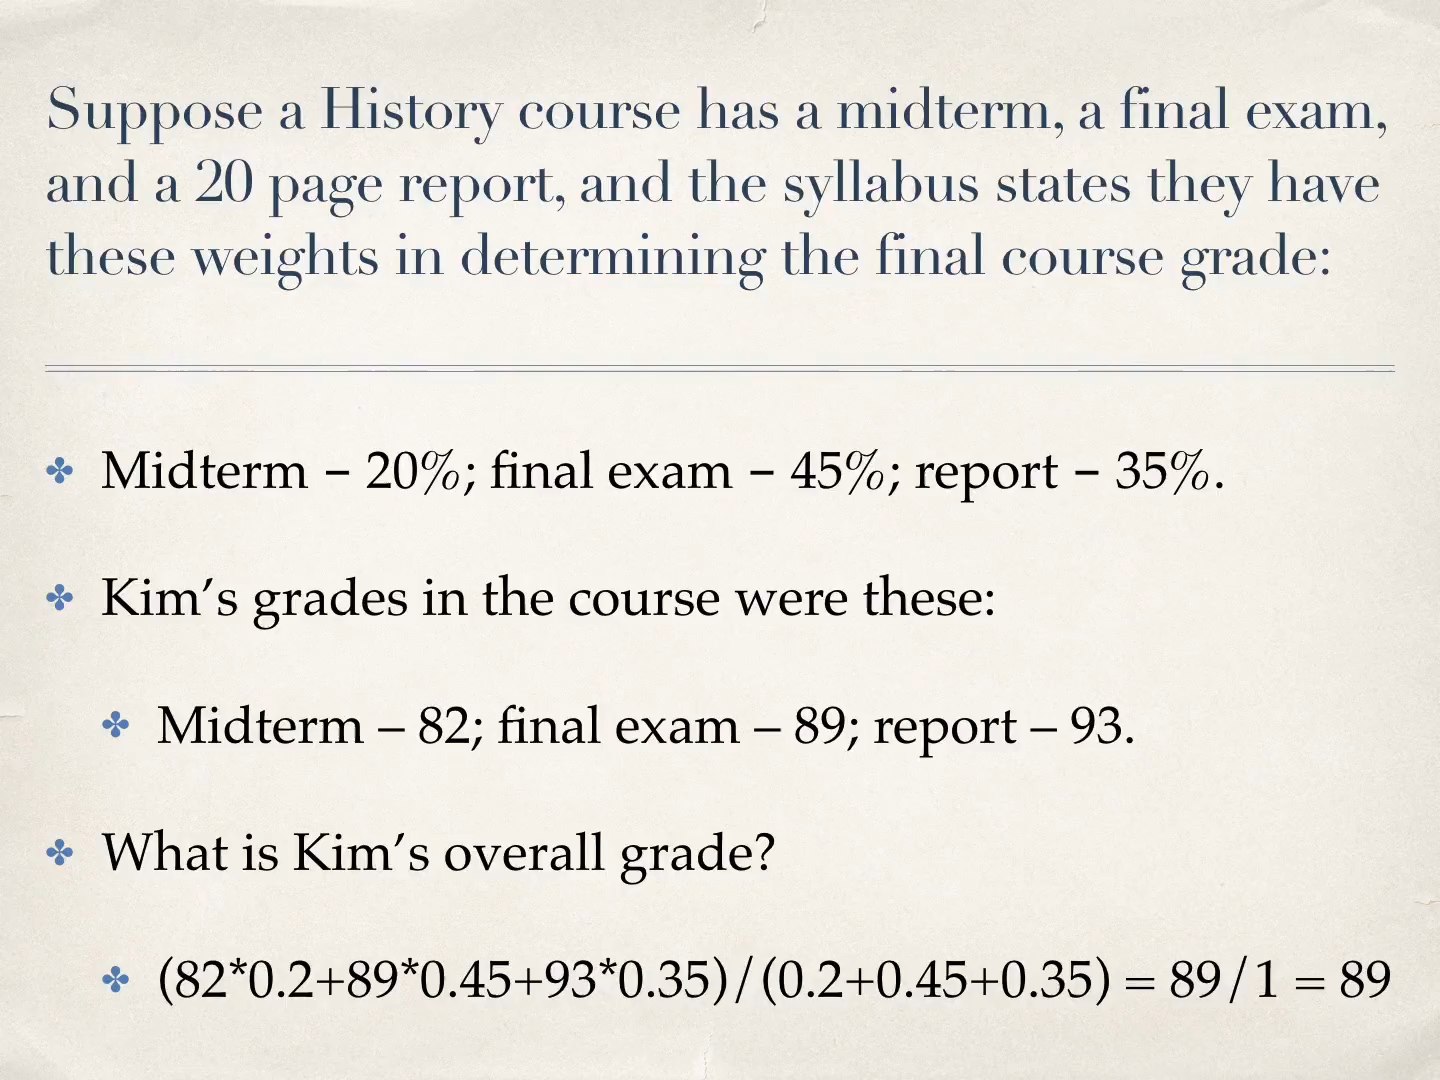 Suppose a History course has a midterm, a final exam,
and a 20 page report, and the syllabus states they have
these weights in determining the final course grade:
Midterm − 20%; final exam − 45%; report − 35%.
Kim’s grades in the course were these:
Midterm – 82; final exam – 89; report – 93.
What is Kim’s overall grade?
(82*0.2+89*0.45+93*0.35)/(0.2+0.45+0.35) = 89/1 = 89